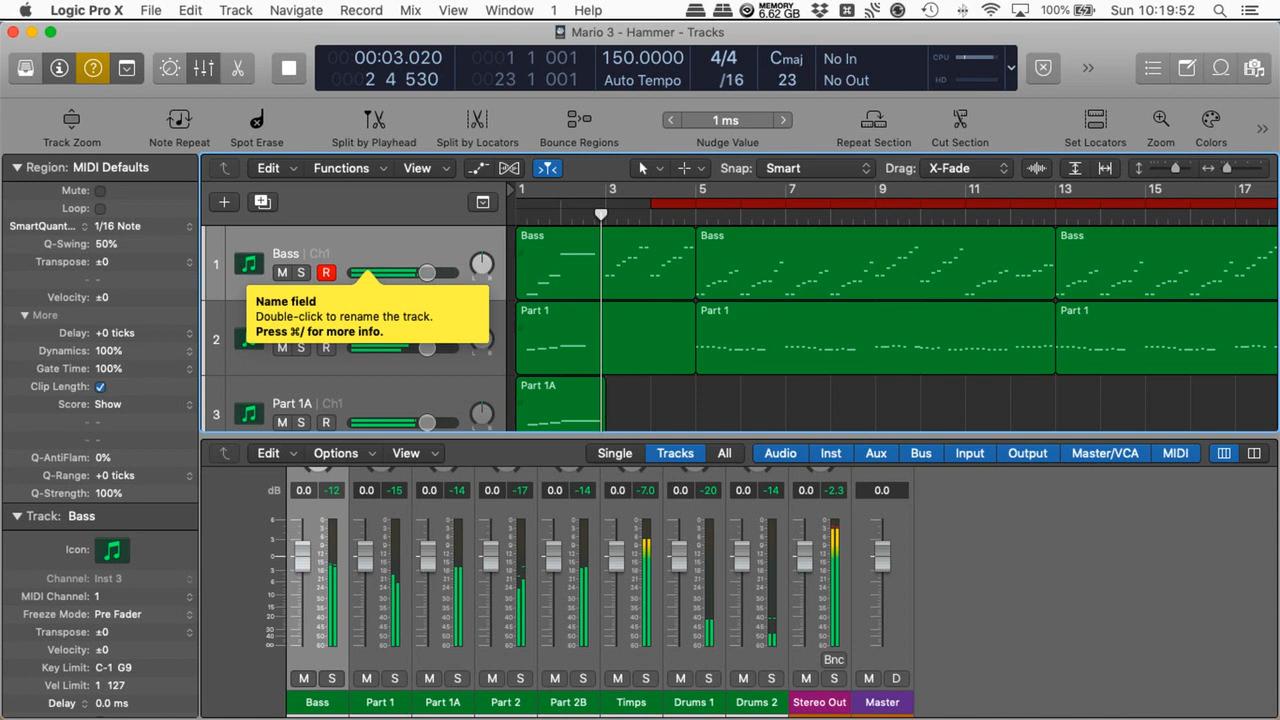 Logic Pro X File Edit Track Navigate Record Mix View Window 1 Help MEMORY 6.62 GB 100% Sun 10:19:52
Mario 3 - Hammer - Tracks
00:00:03.020 1 1 001 150.0000 4/4 Cmaj No In CPU
2 4 530 23 1 001 Auto Tempo /16 23 No Out HD
1 ms
Track Zoom Note Repeat Spot Erase Split by Playhead Split by Locators Bounce Regions Nudge Value Repeat Section Cut Section Set Locators Zoom Colors
Region: MIDI Defaults
Edit Functions View Snap: Smart Drag: X-Fade
Mute:
Loop:
SmartQuant... 1/16 Note
Q-Swing: 50%
Transpose: ±0
Velocity: ±0
More
Delay: +0 ticks
Dynamics: 100%
Gate Time: 100%
Clip Length:
Score: Show
Q-AntiFlam: 0%
Q-Range: +0 ticks
Q-Strength: 100%
Track: Bass
Icon:
Channel: Inst 3
MIDI Channel: 1
Freeze Mode: Pre Fader
Transpose: ±0
Velocity: ±0
Key Limit: C-1 G9
Vel Limit: 1 127
Delay 0.0 ms
1 3 5 7 9 11 13 15 17
1 Bass | Ch1
M S R
Name field
Double-click to rename the track.
Press ⌘/ for more info.
2
M S R
3 Part 1A | Ch1
M S R
Bass Bass Bass
Part 1 Part 1 Part 1
Part 1A
Edit Options View Single Tracks All Audio Inst Aux Bus Input Output Master/VCA MIDI
dB 0.0 -12 0.0 -15 0.0 -14 0.0 -17 0.0 -14 0.0 -7.0 0.0 -20 0.0 -14 0.0 -2.3 0.0
Bnc
M S M S M S M S M S M S M S M S M S M D
Bass Part 1 Part 1A Part 2 Part 2B Timps Drums 1 Drums 2 Stereo Out Master